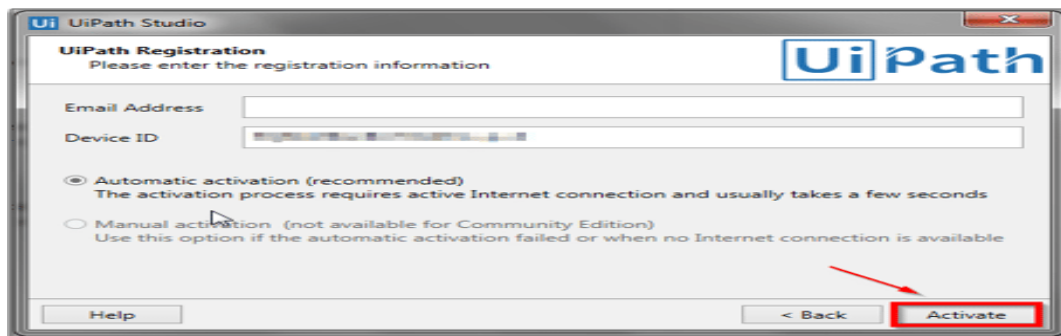 Ui UiPath Studio
UiPath Registration
Please enter the registration information
UiPath
Email Address
Device ID
Automatic activation (recommended)
The activation process requires active Internet connection and usually takes a few seconds
Manual activation (not available for Community Edition)
Use this option if the automatic activation failed or when no Internet connection is available
Help
< Back
Activate